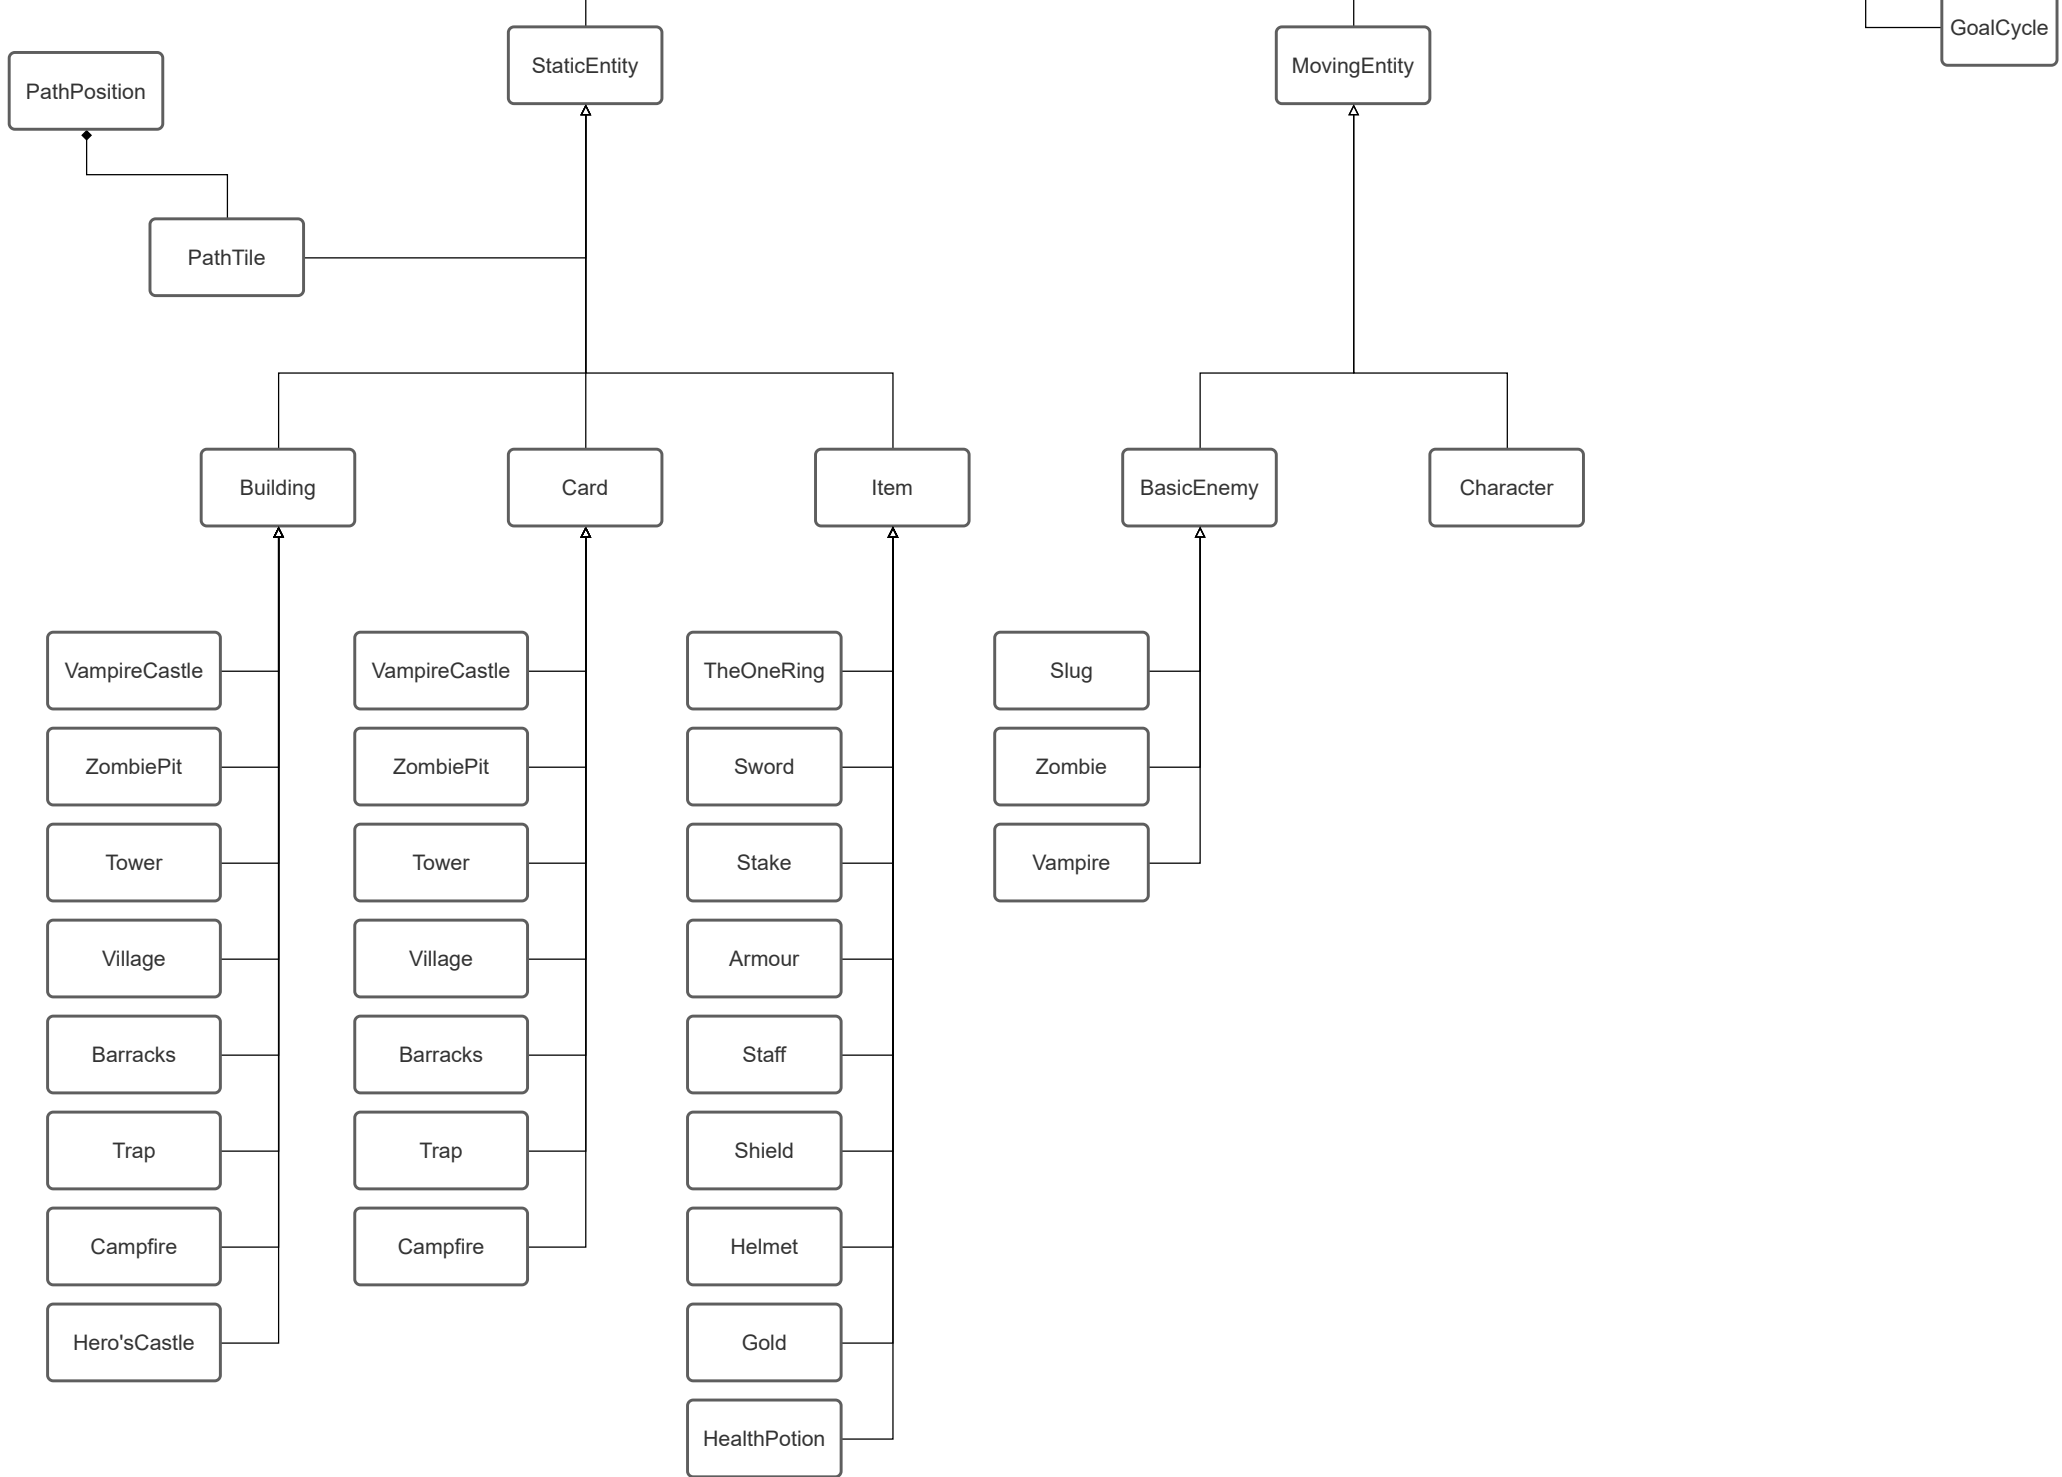 GoalCycle
StaticEntity
MovingEntity
PathPosition
PathTile
Building
Card
Item
BasicEnemy
Character
VampireCastle
VampireCastle
TheOneRing
Slug
ZombiePit
ZombiePit
Sword
Zombie
Tower
Tower
Stake
Vampire
Village
Village
Armour
Barracks
Barracks
Staff
Trap
Trap
Shield
Campfire
Campfire
Helmet
Hero'sCastle
Gold
HealthPotion